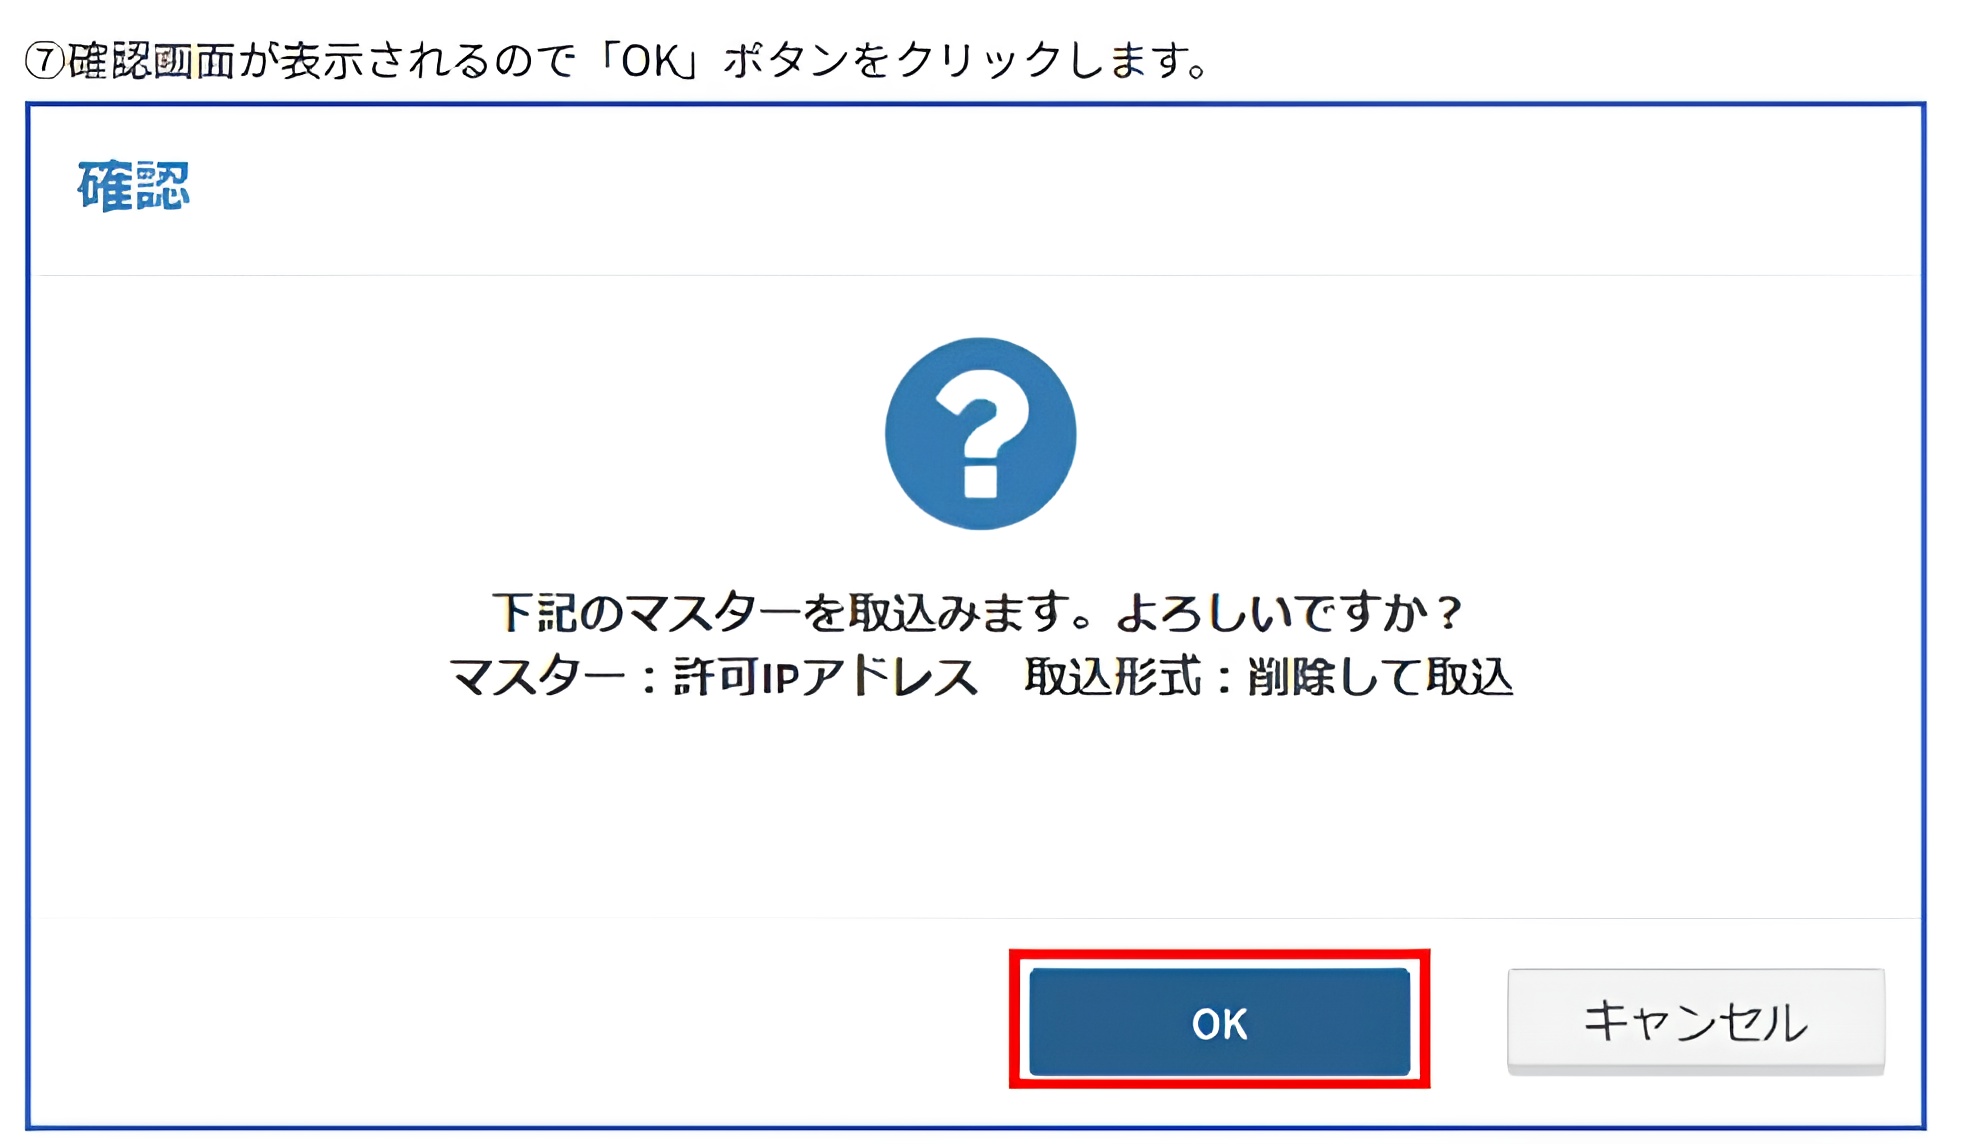 ⑦確認画面が表示されるので「OK」ボタンをクリックします。
確認
下記のマスターを取込みます。よろしいですか？
マスター：許可IPアドレス　取込形式：削除して取込
OK
キャンセル